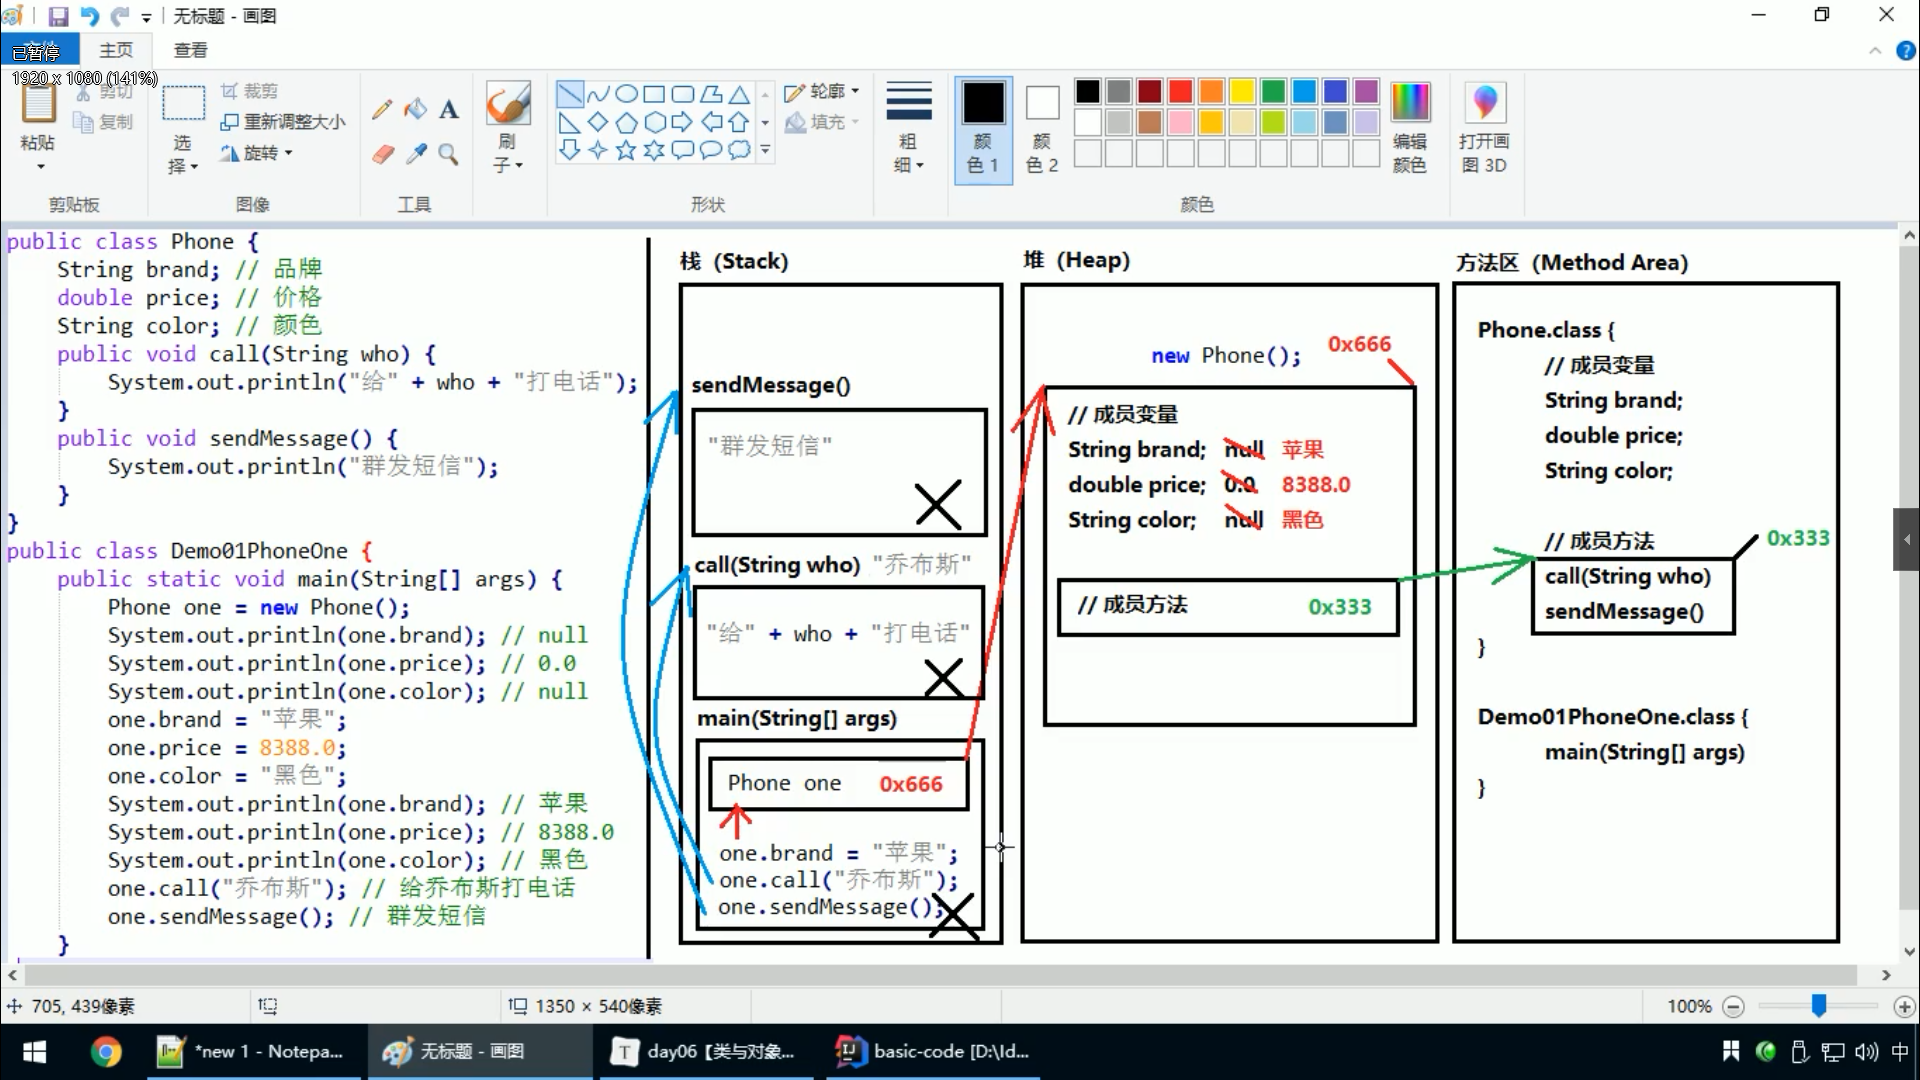 无标题 - 画图
已暂停
主页
查看
1920 x 1080 (141%)
粘贴
剪切
复制
剪贴板
选择
裁剪
重新调整大小
旋转
图像
工具
刷子
形状
轮廓
填充
粗细
颜色 1
颜色 2
颜色
编辑颜色
打开画图 3D
public class Phone {
String brand; // 品牌
double price; // 价格
String color; // 颜色
public void call(String who) {
System.out.println("给" + who + "打电话");
}
public void sendMessage() {
System.out.println("群发短信");
}
}
public class Demo01PhoneOne {
public static void main(String[] args) {
Phone one = new Phone();
System.out.println(one.brand); // null
System.out.println(one.price); // 0.0
System.out.println(one.color); // null
one.brand = "苹果";
one.price = 8388.0;
one.color = "黑色";
System.out.println(one.brand); // 苹果
System.out.println(one.price); // 8388.0
System.out.println(one.color); // 黑色
one.call("乔布斯"); // 给乔布斯打电话
one.sendMessage(); // 群发短信
}
栈（Stack）
sendMessage()
"群发短信"
call(String who) "乔布斯"
"给" + who + "打电话"
main(String[] args)
Phone one 0x666
one.brand = "苹果";
one.call("乔布斯");
one.sendMessage();
堆（Heap）
new Phone(); 0x666
// 成员变量
String brand; null 苹果
double price; 0.0 8388.0
String color; null 黑色
// 成员方法 0x333
方法区（Method Area）
Phone.class {
// 成员变量
String brand;
double price;
String color;
// 成员方法 0x333
call(String who)
sendMessage()
}
Demo01PhoneOne.class {
main(String[] args)
}
705, 439像素
1350 × 540像素
100%
*new 1 - Notepa...
无标题 - 画图
day06【类与对象...
basic-code [D:\Id...
中